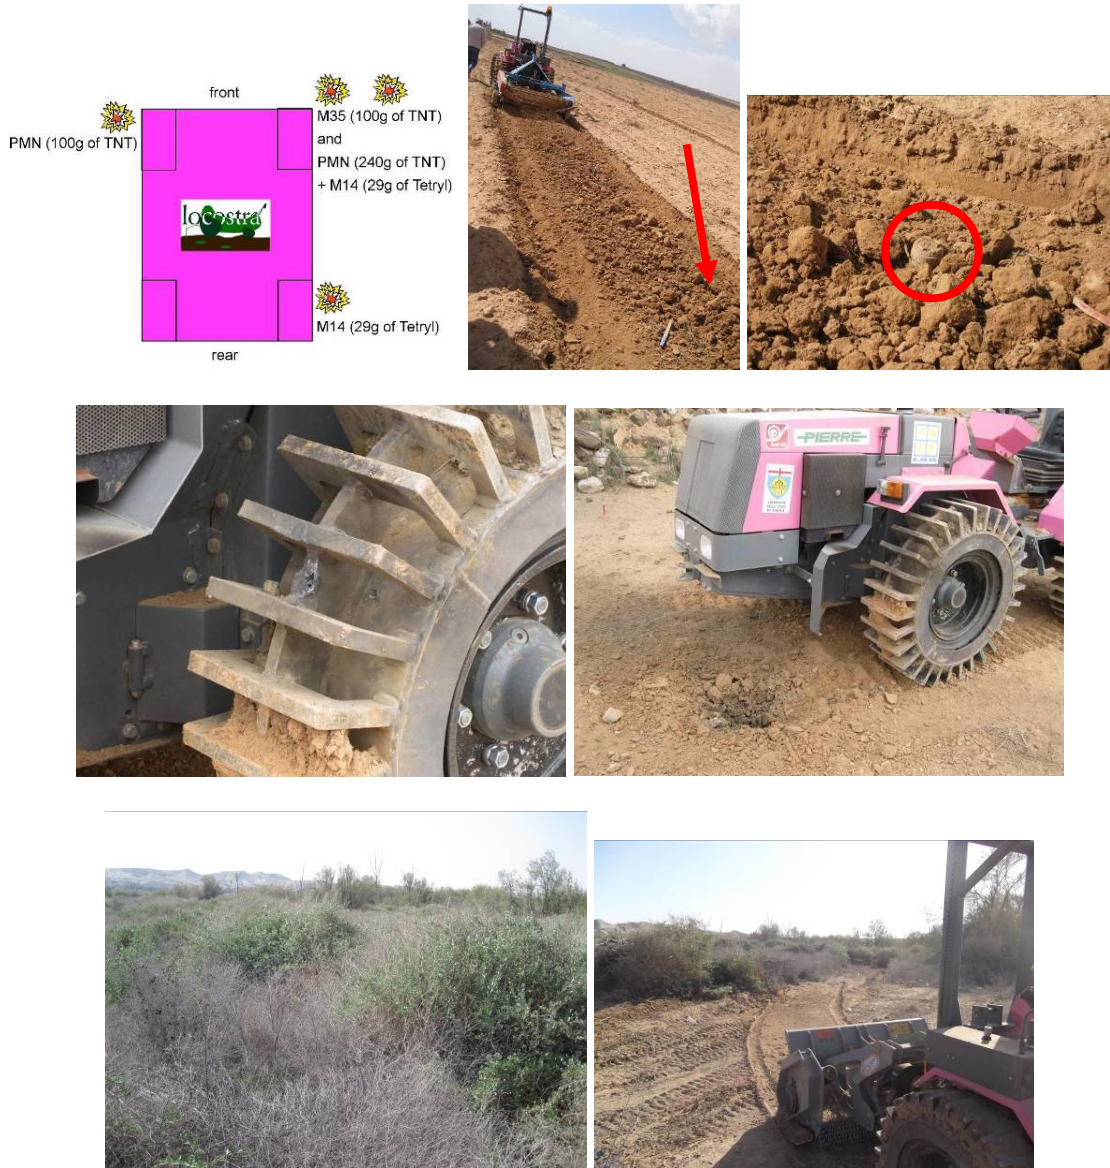 front
PMN (100g of TNT)
M35 (100g of TNT)
and
PMN (240g of TNT)
+ M14 (29g of Tetryl)
locostra
M14 (29g of Tetryl)
rear
PIERRE